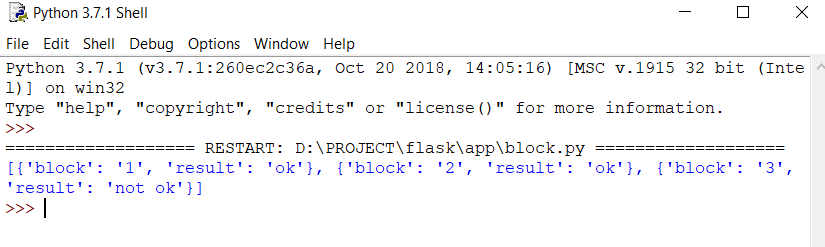 Python 3.7.1 Shell
File Edit Shell Debug Options Window Help
Python 3.7.1 (v3.7.1:260ec2c36a, Oct 20 2018, 14:05:16) [MSC v.1915 32 bit (Inte
l)] on win32
Type "help", "copyright", "credits" or "license()" for more information.
>>>
=================== RESTART: D:\PROJECT\flask\app\block.py ===================
[{'block': '1', 'result': 'ok'}, {'block': '2', 'result': 'ok'}, {'block': '3',
'result': 'not ok'}]
>>>